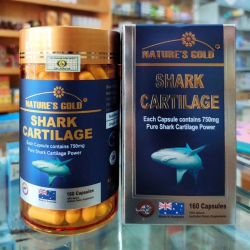 NATURE'S GOLD
SHARK
CARTILAGE
Each Capsule contains 750mg
Pure Shark Cartilage Power
160 Capsules
NATURE'S GOLD
SHARK
CARTILAGE
Each Capsule contains 750mg
Pure Shark Cartilage Power
160 Capsules